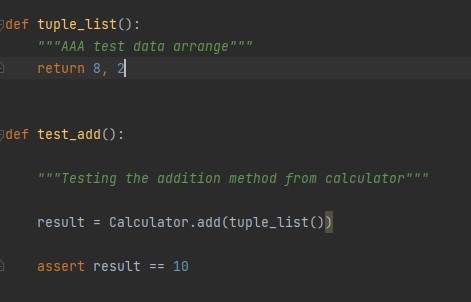 def tuple_list():
"""AAA test data arrange"""
return 8, 2
def test_add():
"""Testing the addition method from calculator"""
result = Calculator.add(tuple_list())
assert result == 10